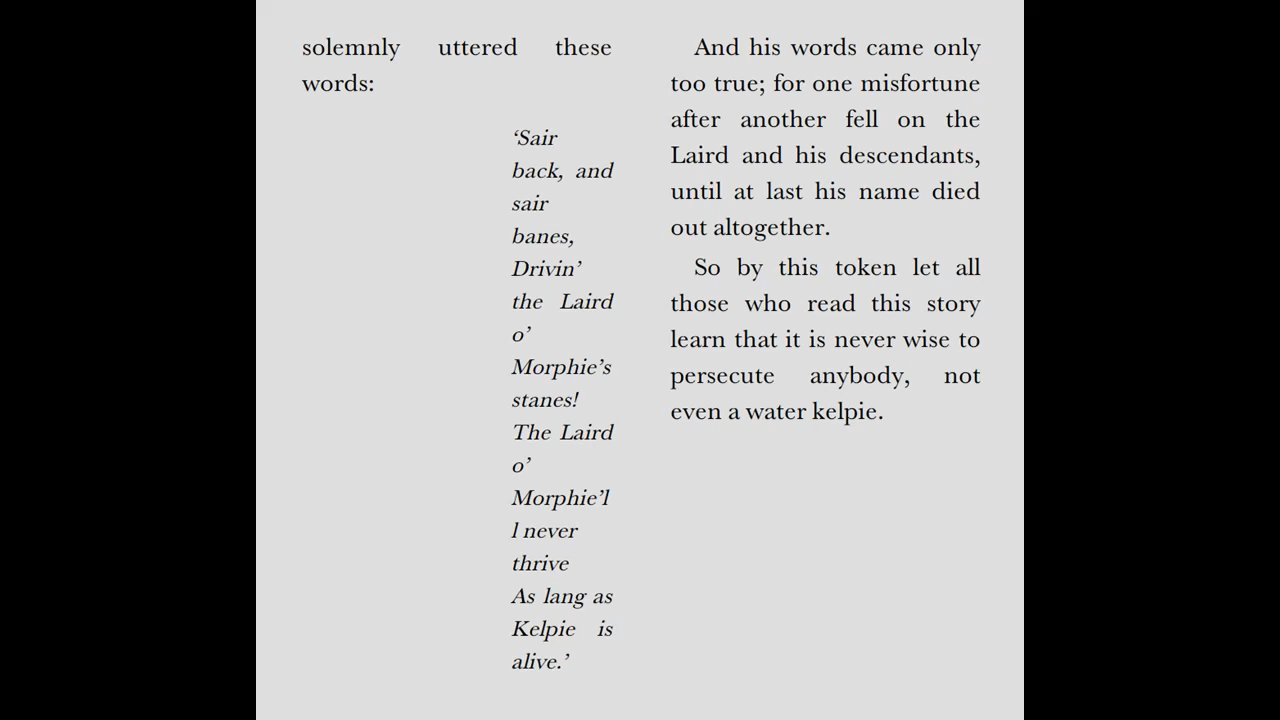 solemnly uttered these
words:
‘Sair
back, and
sair
banes,
Drivin’
the Laird
o’
Morphie’s
stanes!
The Laird
o’
Morphie’l
l never
thrive
As lang as
Kelpie is
alive.’
And his words came only
too true; for one misfortune
after another fell on the
Laird and his descendants,
until at last his name died
out altogether.
So by this token let all
those who read this story
learn that it is never wise to
persecute anybody, not
even a water kelpie.